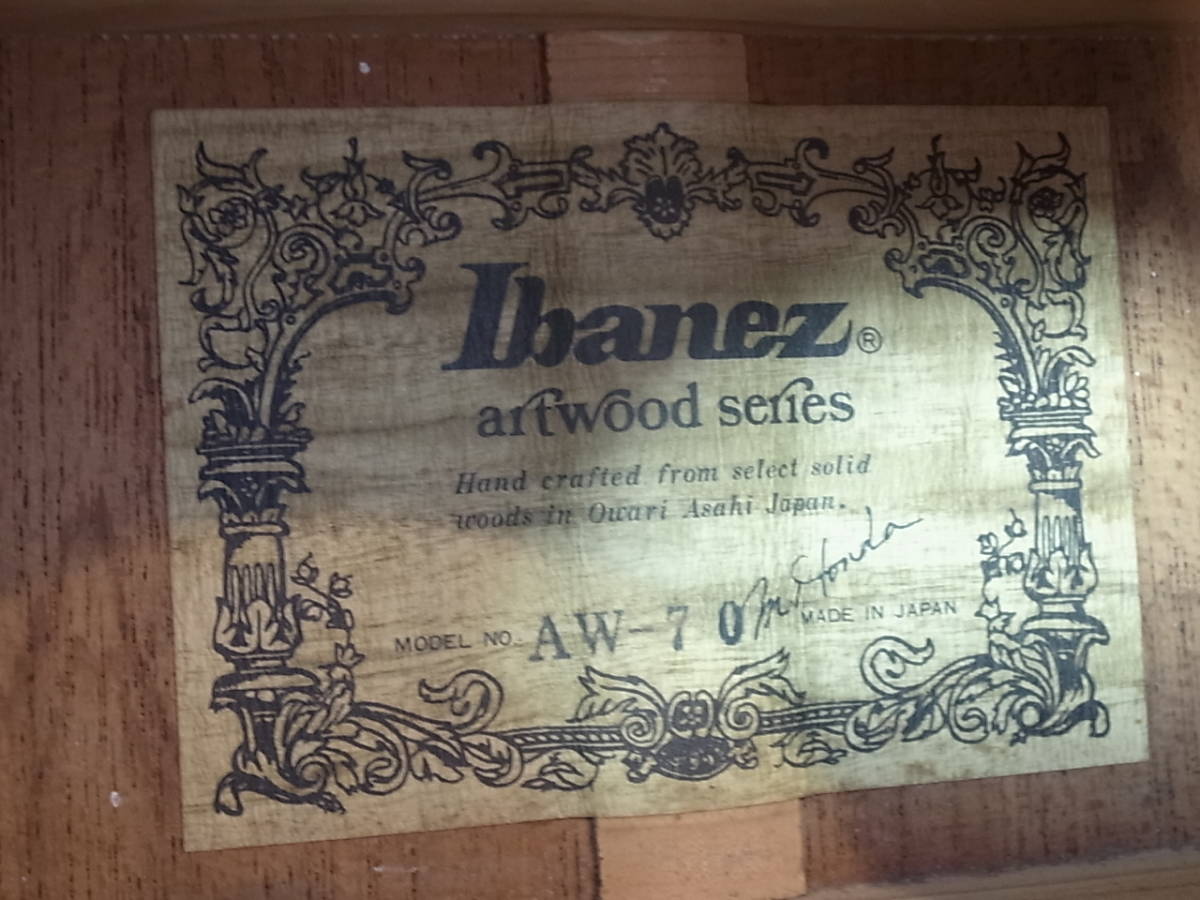 Ibanez®
artwood series
Hand crafted from select solid
woods in Owari Asahi Japan.
M. Honda
MODEL NO. AW-70 MADE IN JAPAN